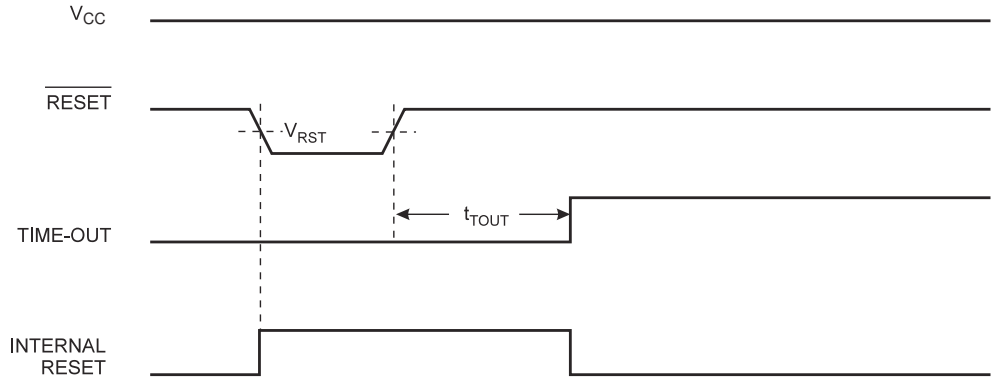 VCC
RESET
VRST
tTOUT
TIME-OUT
INTERNAL
RESET